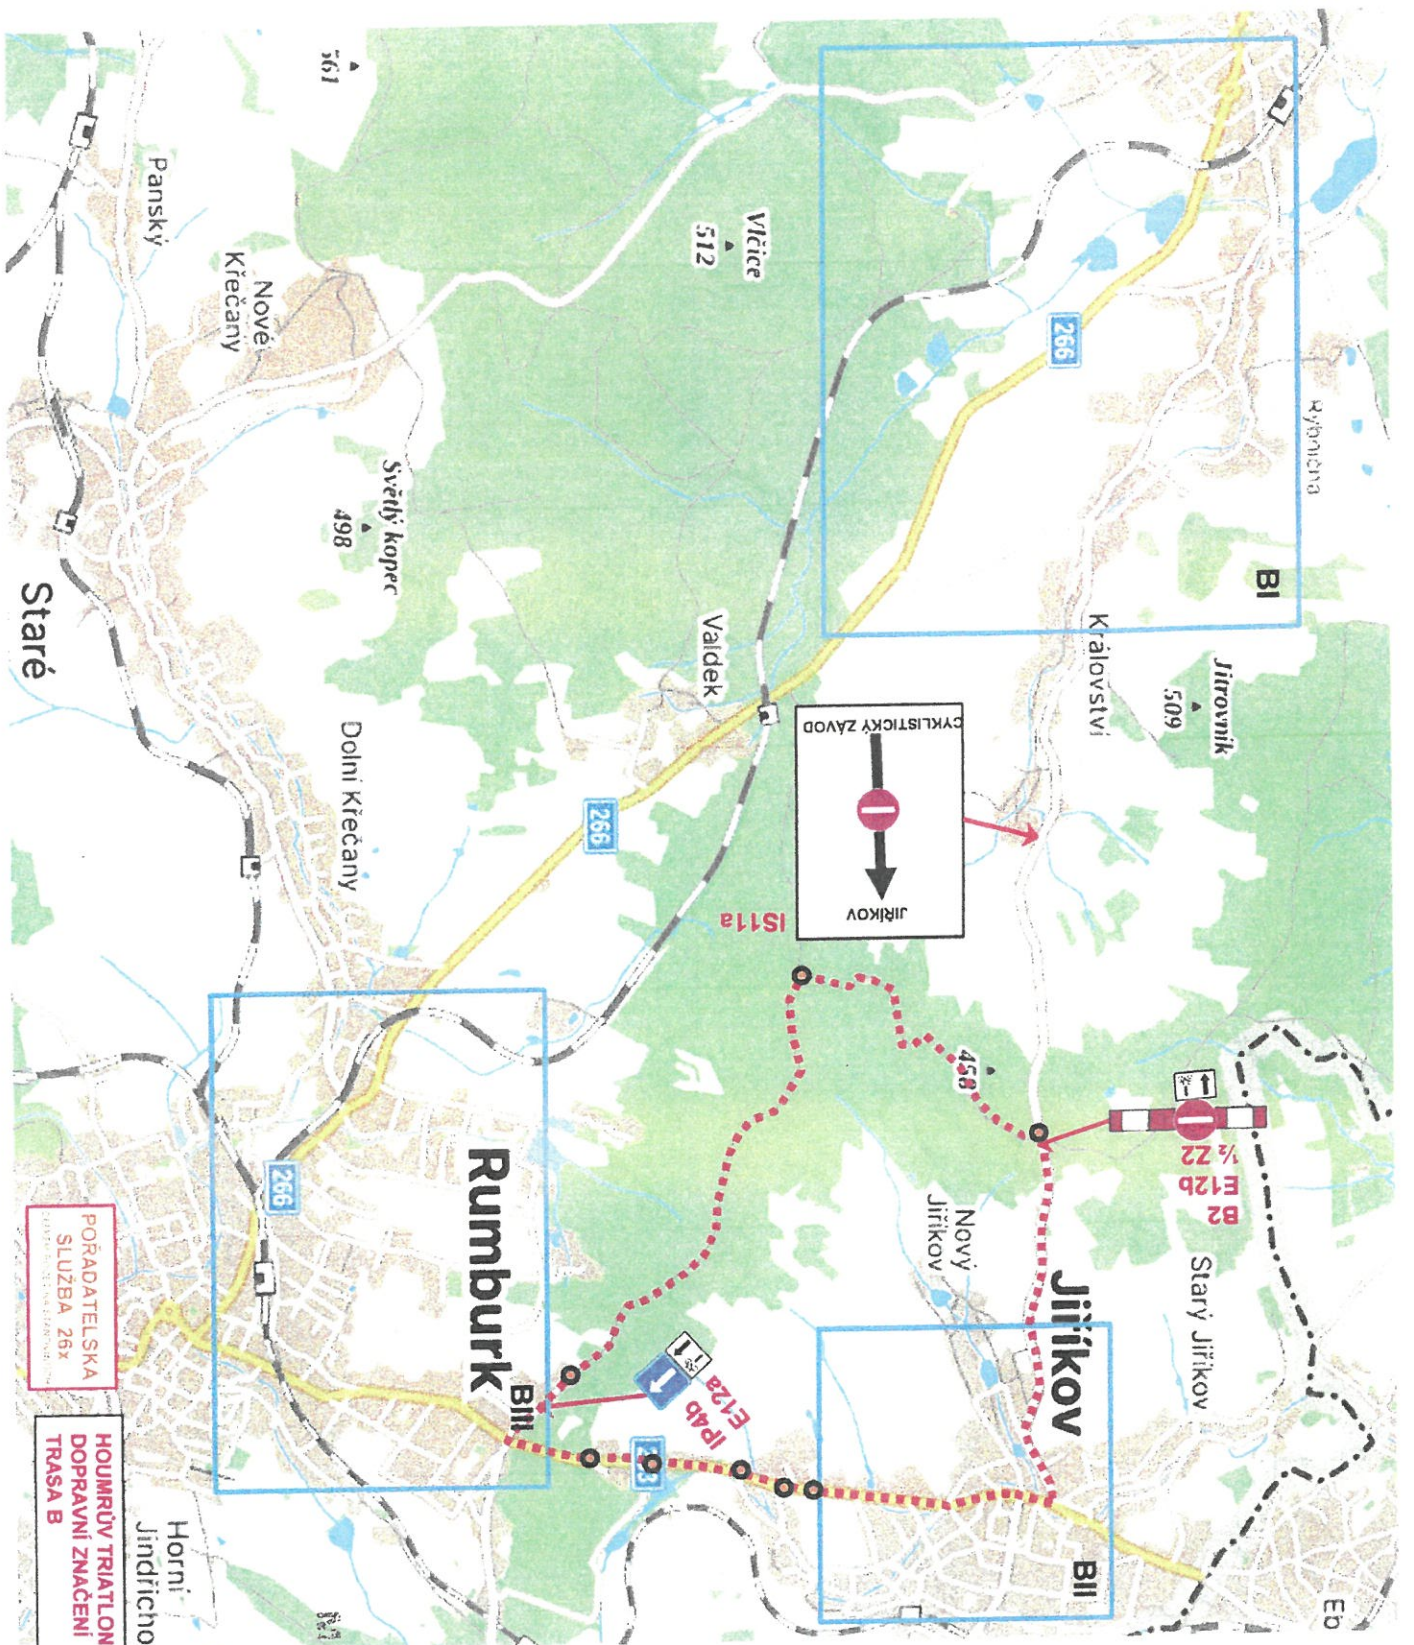 561
Panský
Nové
Křečany
Vlčice
512
266
Rybničná
BI
Světlý kopec
498
Staré
Valdek
Království
Jitrovník
509
CYKLISTICKÝ ZÁVOD
JIŘÍKOV
IS11a
Dolní Křečany
266
458
B2
E12b
½ Z2
Starý Jiříkov
Nový
Jiříkov
Jiříkov
Rumburk
266
BIII
IP4b
E12a
BII
POŘADATELSKÁ
SLUŽBA 26x
HOUMRŮV TRIATLON
DOPRAVNÍ ZNAČENÍ
TRASA B
Horní
Jindřicho
Eb